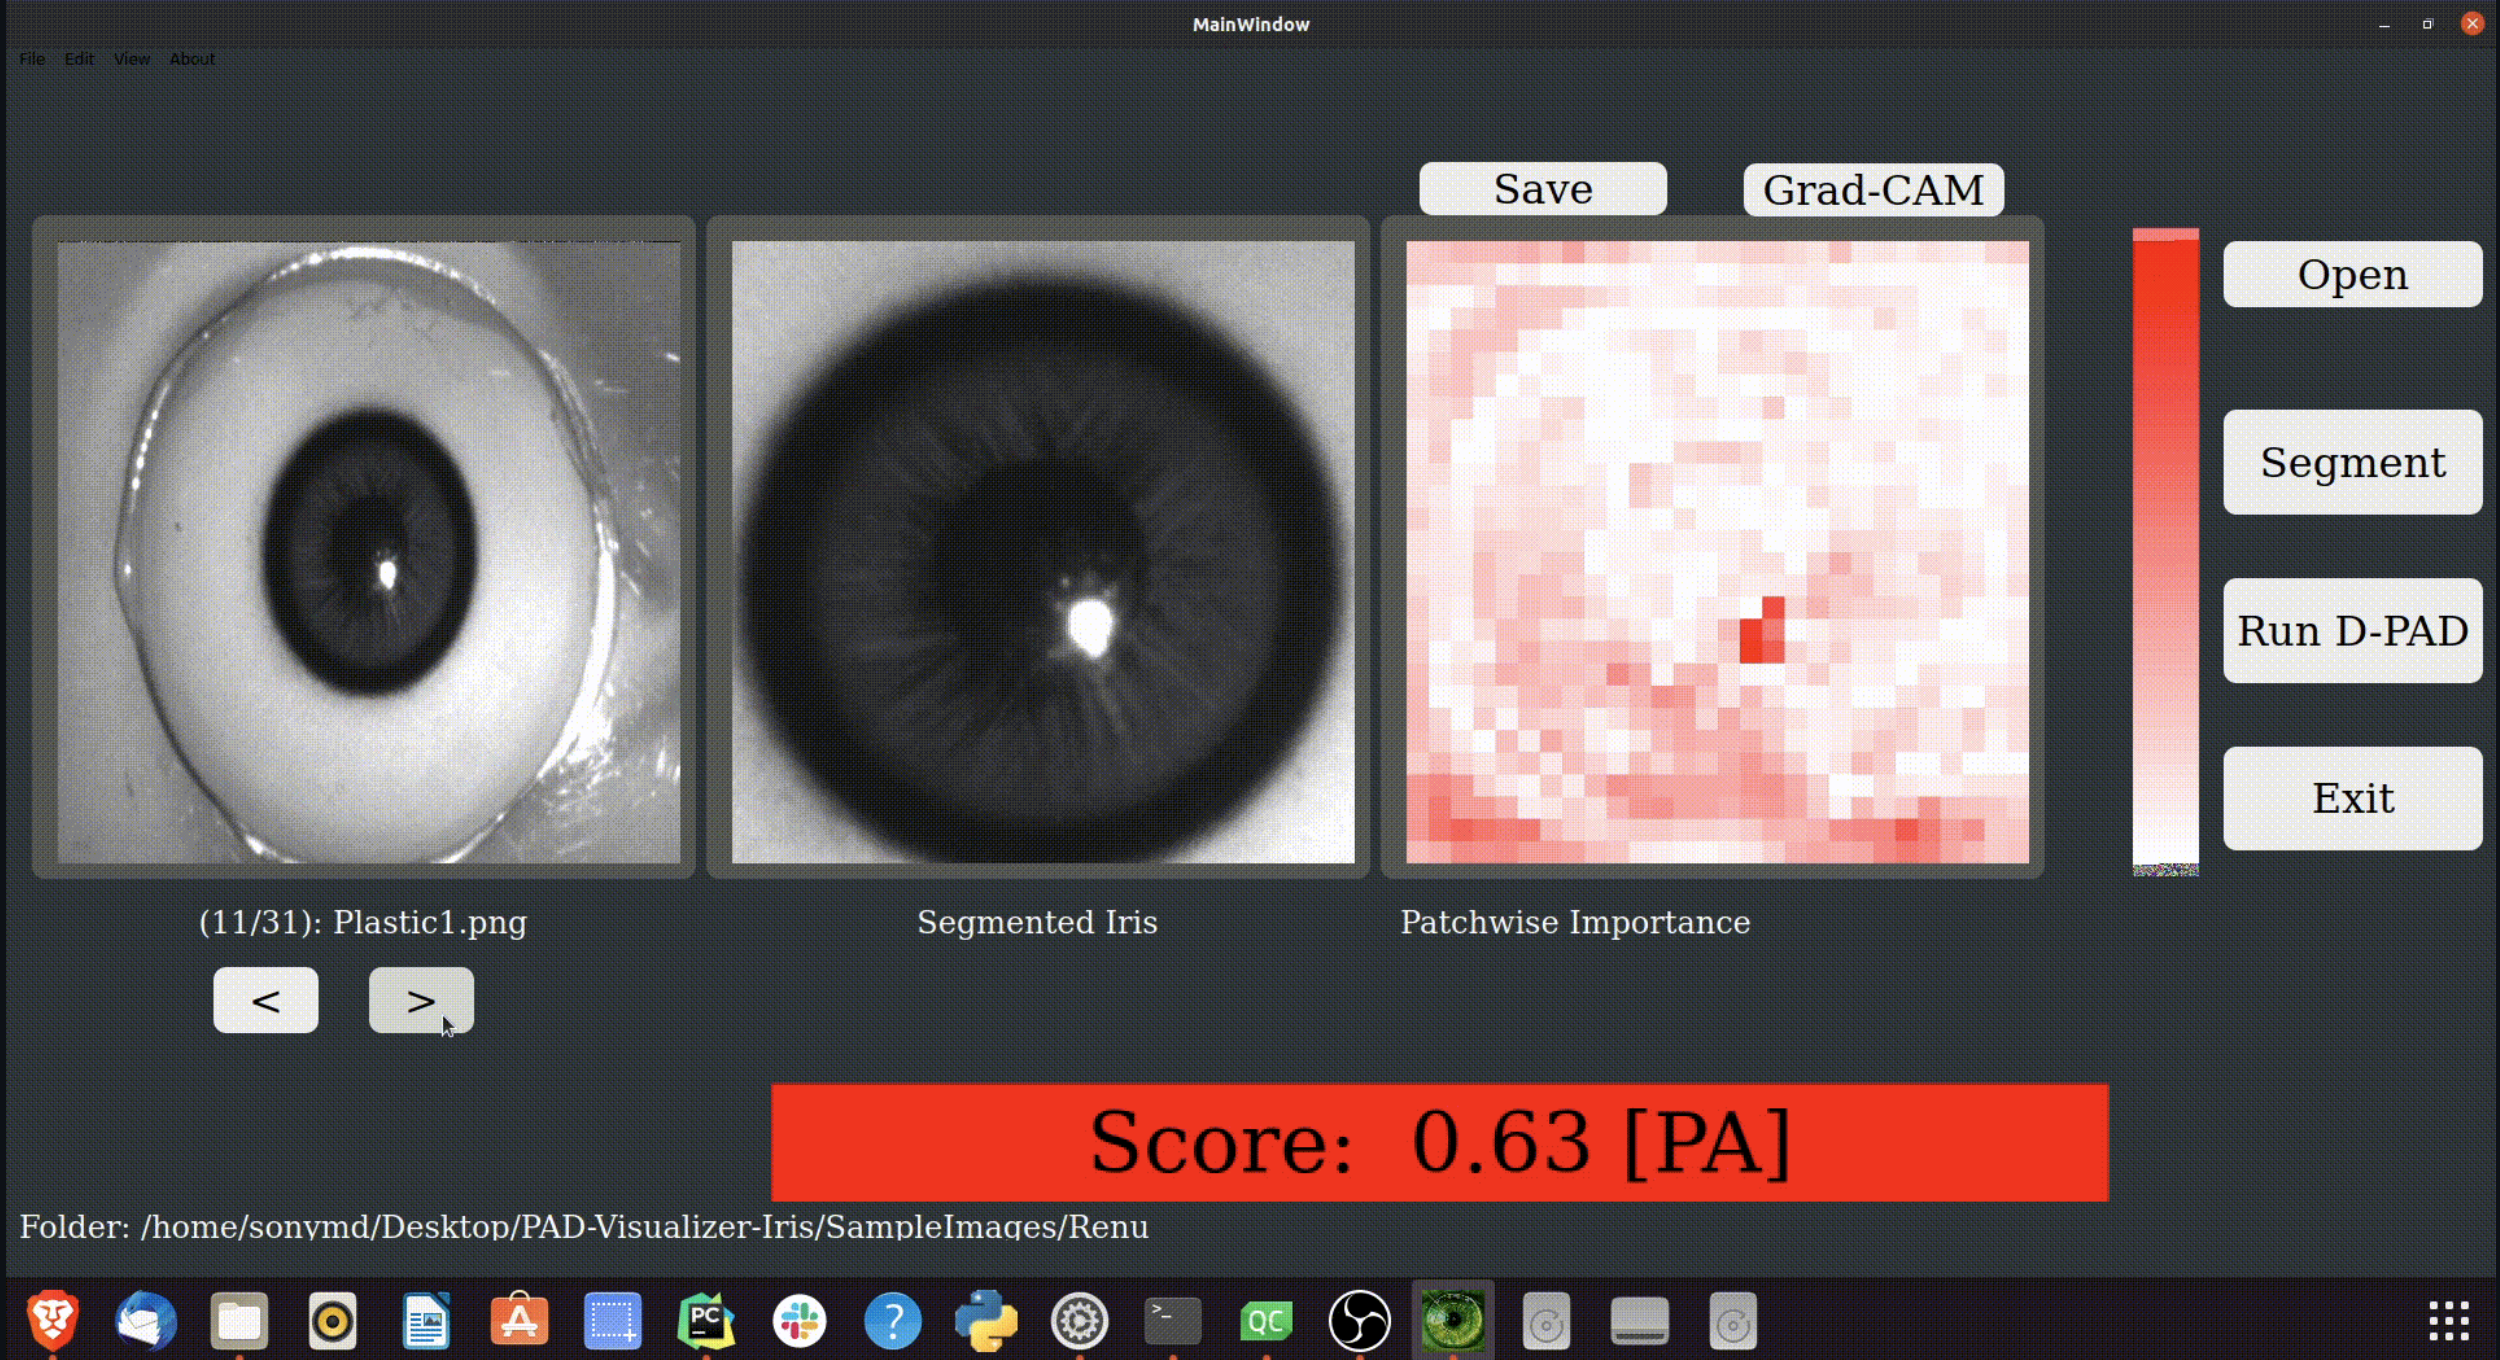 MainWindow
File Edit View About
Save Grad-CAM
Open
Segment
Run D-PAD
Exit
(11/31): Plastic1.png Segmented Iris Patchwise Importance
< >
Score: 0.63 [PA]
Folder: /home/sonymd/Desktop/PAD-Visualizer-Iris/SampleImages/Renu
PC
?
>_
QC